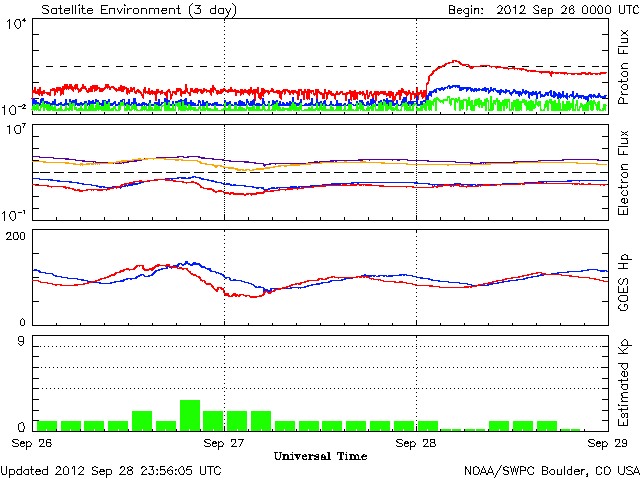 Satellite Environment (3 day) Begin: 2012 Sep 26 0000 UTC
10^4
10^-2
Proton Flux
10^7
10^-1
Electron Flux
200
0
GOES Hp
9
0
Estimated Kp
Sep 26 Sep 27 Sep 28 Sep 29
Universal Time
Updated 2012 Sep 28 23:56:05 UTC NOAA/SWPC Boulder, CO USA